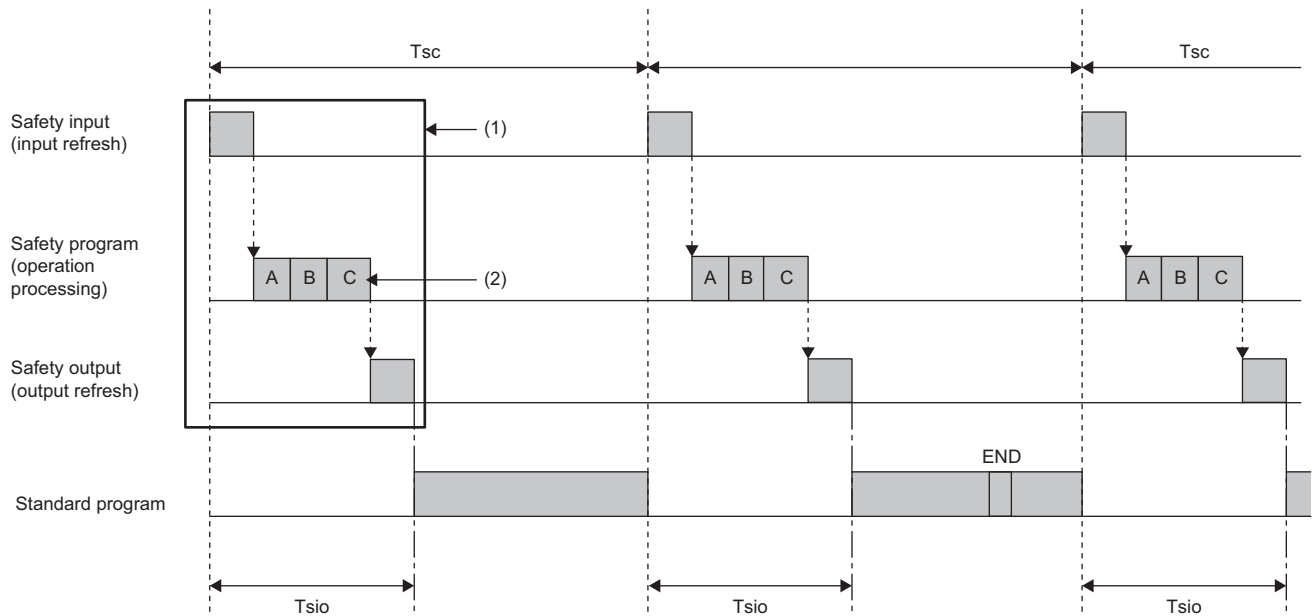 Tsc
Tsc
Safety input
(input refresh)
(1)
Safety program
(operation
processing)
A B C
(2)
A B C
A B C
Safety output
(output refresh)
END
Standard program
Tsio
Tsio
Tsio